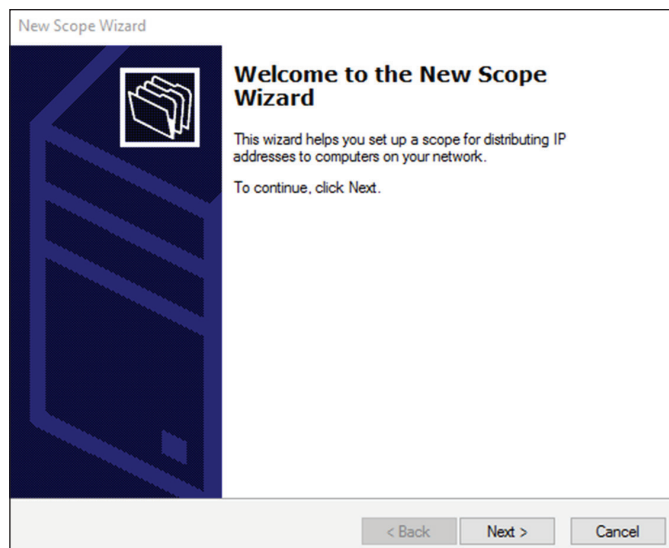 New Scope Wizard
Welcome to the New Scope
Wizard
This wizard helps you set up a scope for distributing IP
addresses to computers on your network.
To continue, click Next.
< Back Next > Cancel